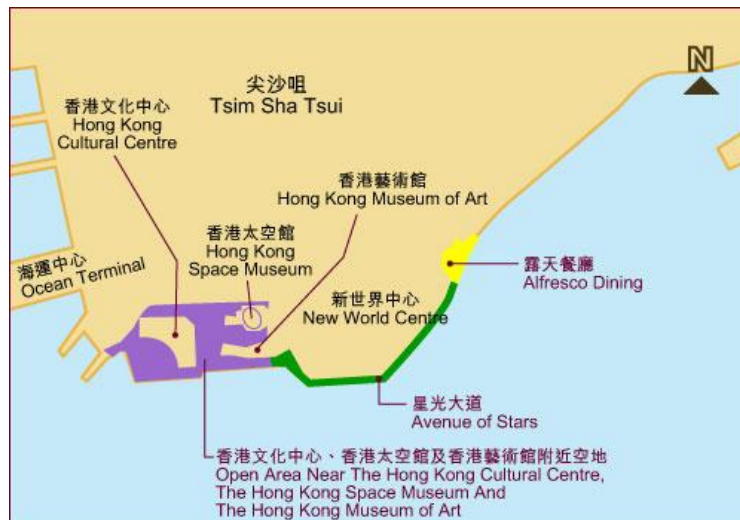 N
尖沙咀
Tsim Sha Tsui
香港文化中心
Hong Kong
Cultural Centre
香港藝術館
Hong Kong Museum of Art
香港太空館
Hong Kong
Space Museum
海運中心
Ocean Terminal
露天餐廳
Alfresco Dining
新世界中心
New World Centre
星光大道
Avenue of Stars
香港文化中心、香港太空館及香港藝術館附近空地
Open Area Near The Hong Kong Cultural Centre,
The Hong Kong Space Museum And
The Hong Kong Museum of Art